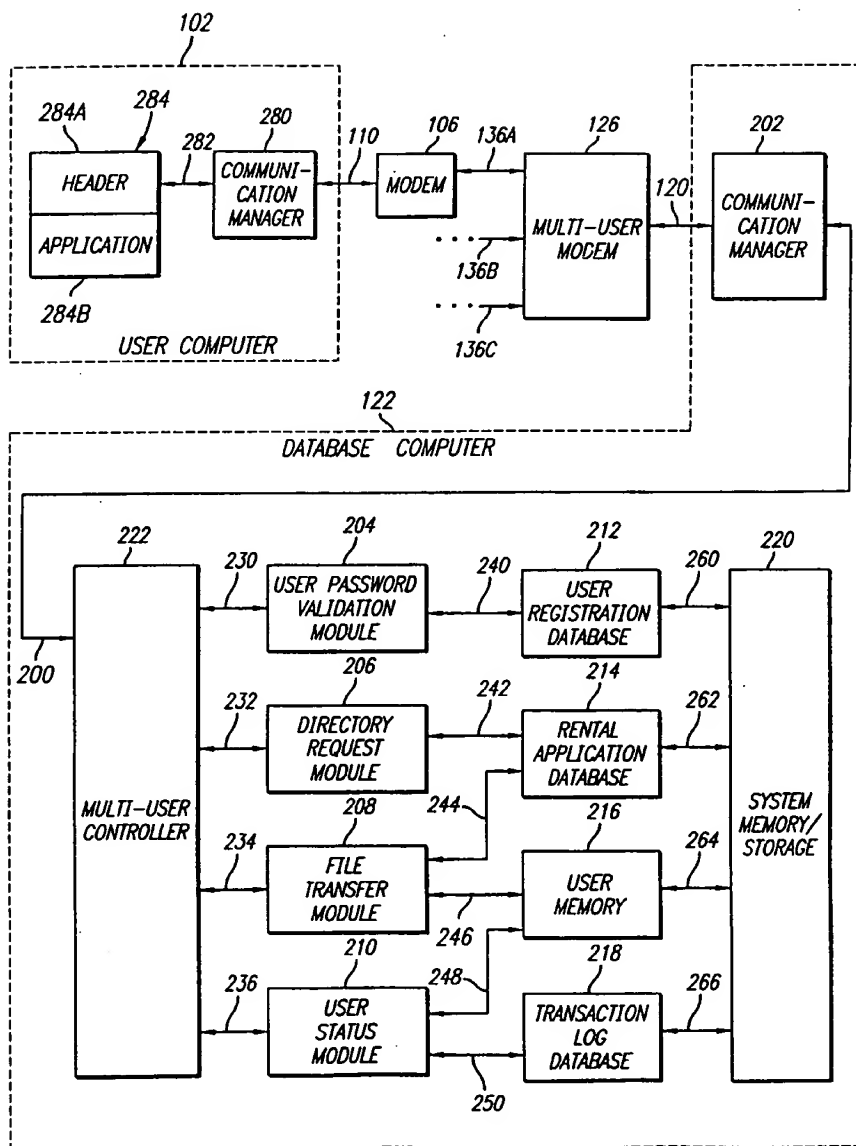 102
284A
284
280
282
HEADER
APPLICATION
COMMUNI-
CATION
MANAGER
284B
USER COMPUTER
110
106
MODEM
136A
136B
136C
126
MULTI-USER
MODEM
120
202
COMMUNI-
CATION
MANAGER
122
DATABASE COMPUTER
222
200
MULTI-USER
CONTROLLER
230
204
USER PASSWORD
VALIDATION
MODULE
240
212
USER
REGISTRATION
DATABASE
260
220
SYSTEM
MEMORY/
STORAGE
232
206
DIRECTORY
REQUEST
MODULE
242
214
RENTAL
APPLICATION
DATABASE
262
244
234
208
FILE
TRANSFER
MODULE
246
216
USER
MEMORY
264
248
236
210
USER
STATUS
MODULE
250
218
TRANSACTION
LOG
DATABASE
266